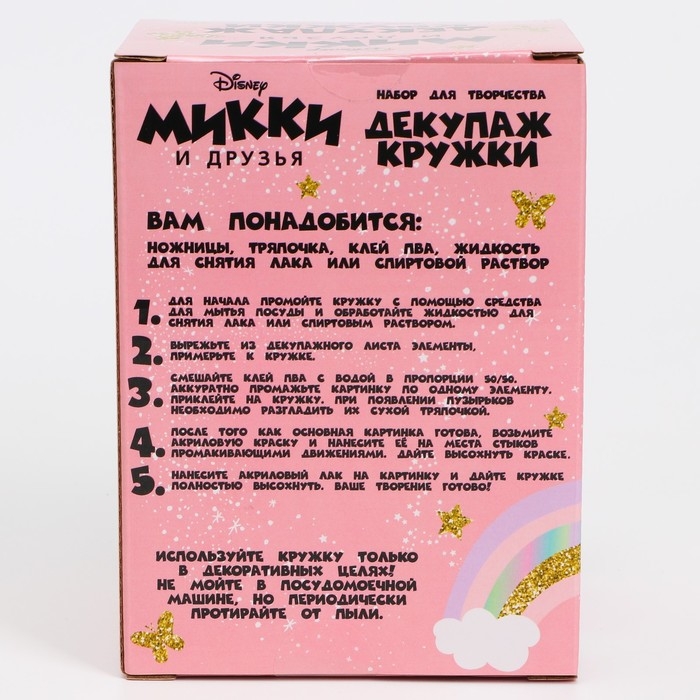 МИККИ
Disney
МИККИ
И ДРУЗЬЯ
НАБОР ДЛЯ ТВОРЧЕСТВА
ДЕКУПАЖ
КРУЖКИ
ВАМ ПОНАДОБИТСЯ:
НОЖНИЦЫ, ТРЯПОЧКА, КЛЕЙ ПВА, ЖИДКОСТЬ
ДЛЯ СНЯТИЯ ЛАКА ИЛИ СПИРТОВОЙ РАСТВОР
1. ДЛЯ НАЧАЛА ПРОМОЙТЕ КРУЖКУ С ПОМОЩЬЮ СРЕДСТВА
ДЛЯ МЫТЬЯ ПОСУДЫ И ОБРАБОТАЙТЕ ЖИДКОСТЬЮ ДЛЯ
СНЯТИЯ ЛАКА ИЛИ СПИРТОВЫМ РАСТВОРОМ.
2. ВЫРЕЖЬТЕ ИЗ ДЕКУПАЖНОГО ЛИСТА ЭЛЕМЕНТЫ,
ПРИМЕРЬТЕ К КРУЖКЕ.
3. СМЕШАЙТЕ КЛЕЙ ПВА С ВОДОЙ В ПРОПОРЦИИ 50/50.
АККУРАТНО ПРОМАЖЬТЕ КАРТИНКУ ПО ОДНОМУ ЭЛЕМЕНТУ.
ПРИКЛЕЙТЕ НА КРУЖКУ. ПРИ ПОЯВЛЕНИИ ПУЗЫРЬКОВ
НЕОБХОДИМО РАЗГЛАДИТЬ ИХ СУХОЙ ТРЯПОЧКОЙ.
4. ПОСЛЕ ТОГО КАК ОСНОВНАЯ КАРТИНКА ГОТОВА, ВОЗЬМИТЕ
АКРИЛОВУЮ КРАСКУ И НАНЕСИТЕ ЕЁ НА МЕСТА СТЫКОВ
ПРОМАКИВАЮЩИМИ ДВИЖЕНИЯМИ. ДАЙТЕ ВЫСОХНУТЬ КРАСКЕ.
5. НАНЕСИТЕ АКРИЛОВЫЙ ЛАК НА КАРТИНКУ И ДАЙТЕ КРУЖКЕ
ПОЛНОСТЬЮ ВЫСОХНУТЬ. ВАШЕ ТВОРЕНИЕ ГОТОВО!
ИСПОЛЬЗУЙТЕ КРУЖКУ ТОЛЬКО
В ДЕКОРАТИВНЫХ ЦЕЛЯХ!
НЕ МОЙТЕ В ПОСУДОМОЕЧНОЙ
МАШИНЕ, НО ПЕРИОДИЧЕСКИ
ПРОТИРАЙТЕ ОТ ПЫЛИ.